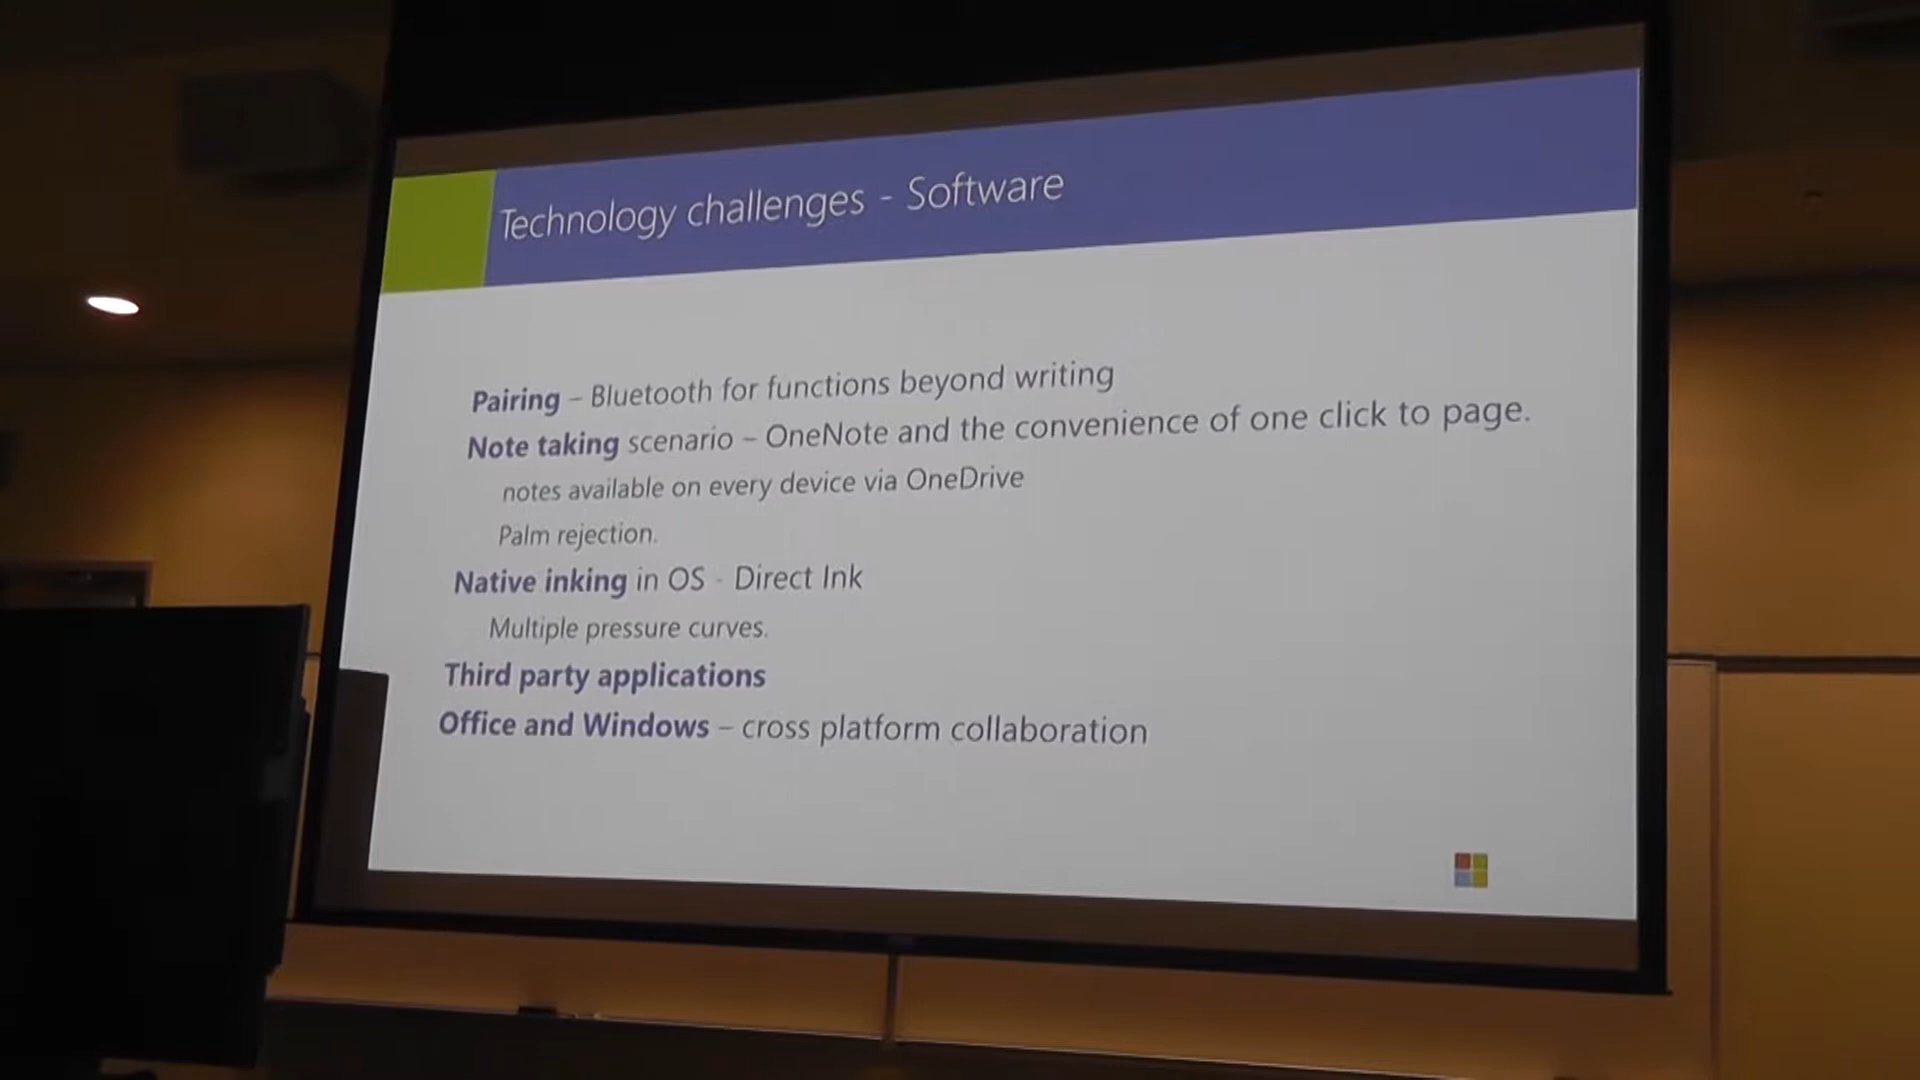 Technology challenges - Software
Pairing – Bluetooth for functions beyond writing
Note taking scenario – OneNote and the convenience of one click to page.
notes available on every device via OneDrive
Palm rejection.
Native inking in OS - Direct Ink
Multiple pressure curves.
Third party applications
Office and Windows – cross platform collaboration